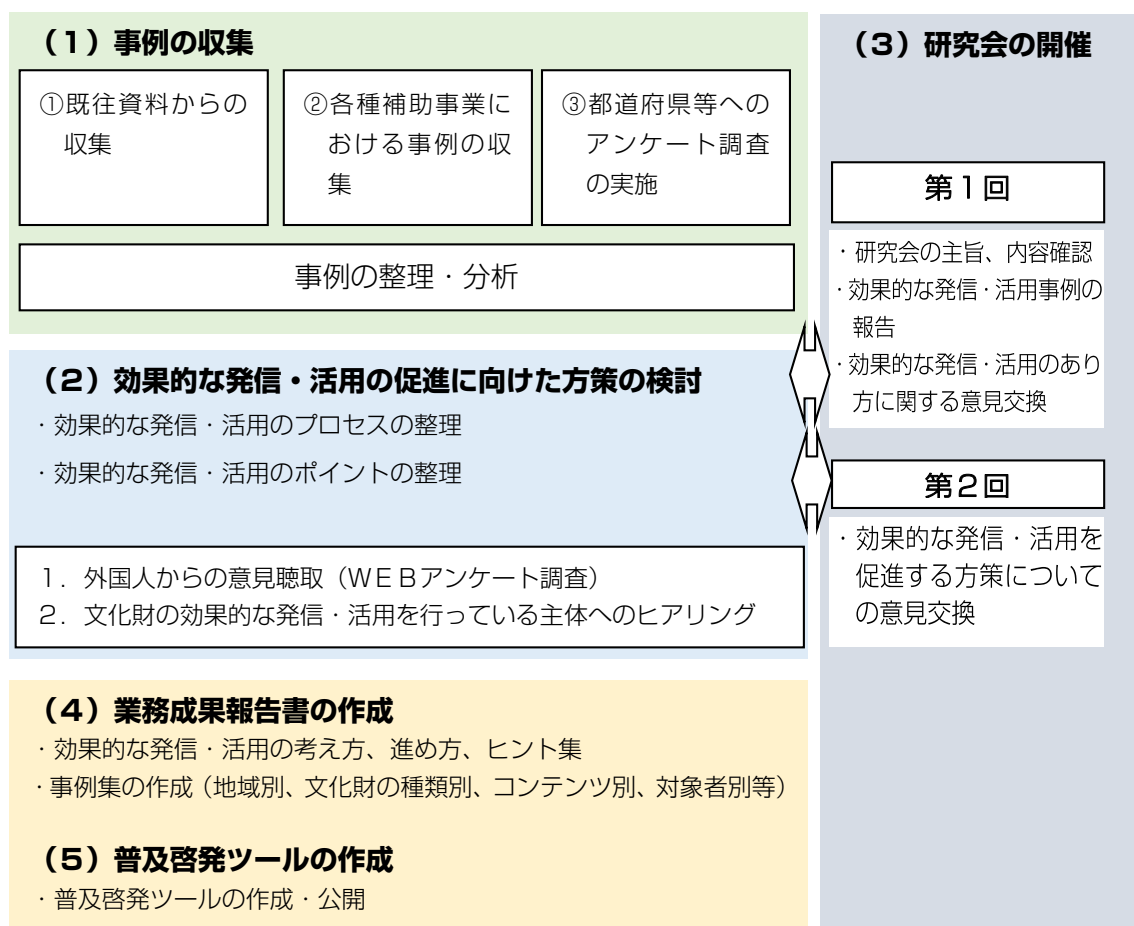 （１）事例の収集
①既往資料からの
収集
②各種補助事業に
おける事例の収
集
③都道府県等への
アンケート調査
の実施
事例の整理・分析
（２）効果的な発信・活用の促進に向けた方策の検討
・効果的な発信・活用のプロセスの整理
・効果的な発信・活用のポイントの整理
１．外国人からの意見聴取（ＷＥＢアンケート調査）
２．文化財の効果的な発信・活用を行っている主体へのヒアリング
（３）研究会の開催
第１回
・研究会の主旨、内容確認
・効果的な発信・活用事例の
報告
・効果的な発信・活用のあり
方に関する意見交換
第２回
・効果的な発信・活用を
促進する方策について
の意見交換
（４）業務成果報告書の作成
・効果的な発信・活用の考え方、進め方、ヒント集
・事例集の作成（地域別、文化財の種類別、コンテンツ別、対象者別等）
（５）普及啓発ツールの作成
・普及啓発ツールの作成・公開